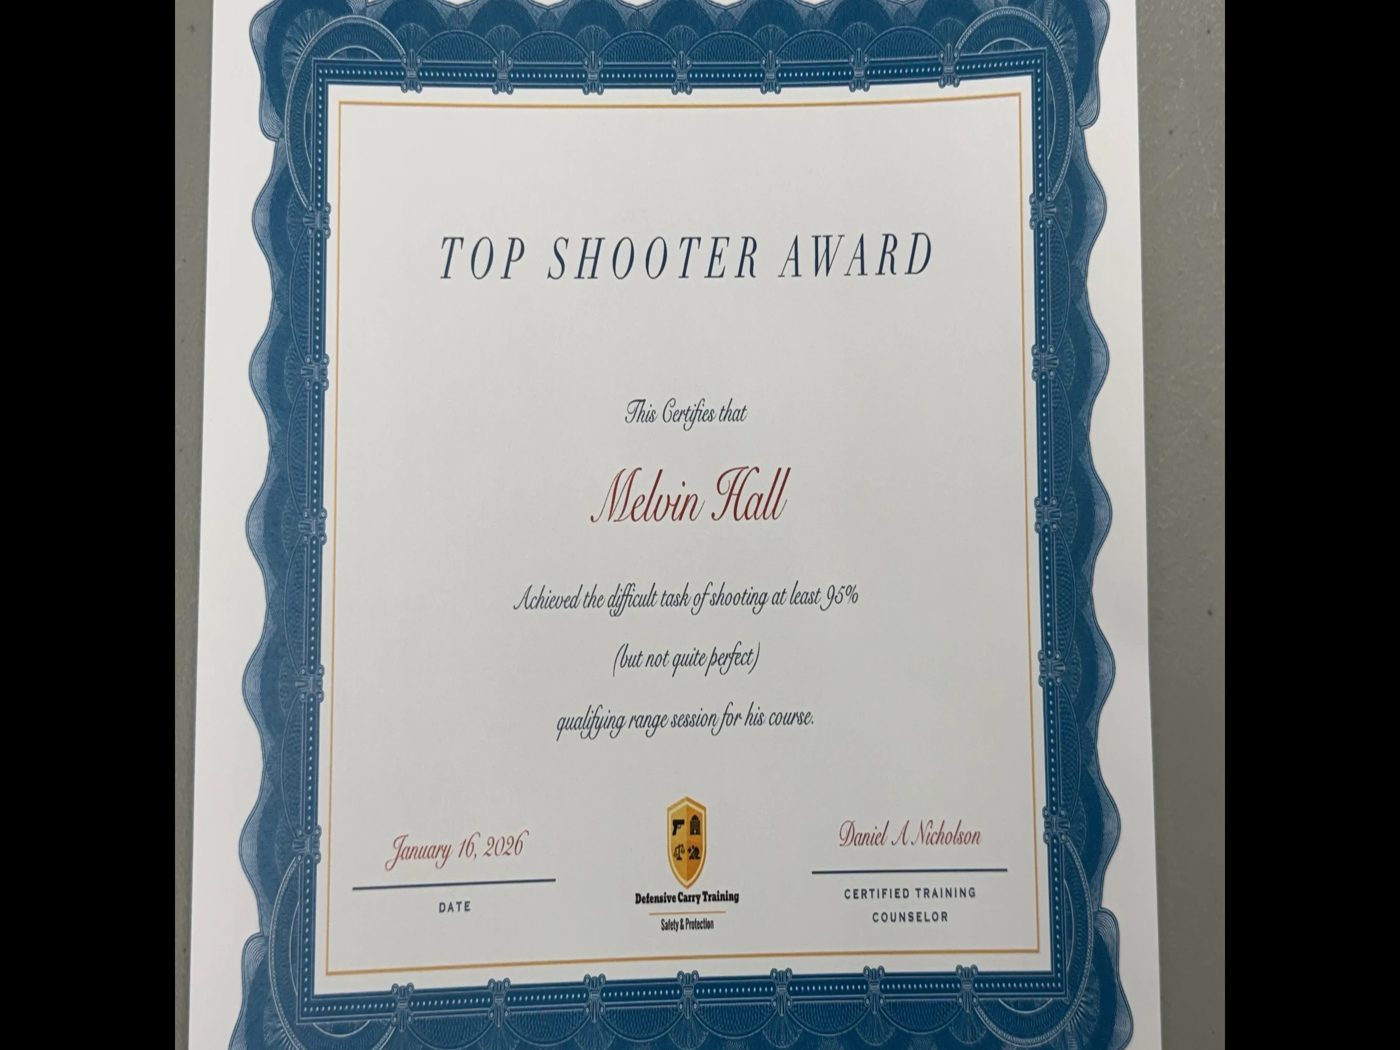 TOP SHOOTER AWARD
This Certifies that
Melvin Hall
Achieved the difficult task of shooting at least 95%
(but not quite perfect)
qualifying range session for his course.
January 16, 2026
DATE
Defensive Carry Training
Safety & Protection
Daniel A Nicholson
CERTIFIED TRAINING
COUNSELOR